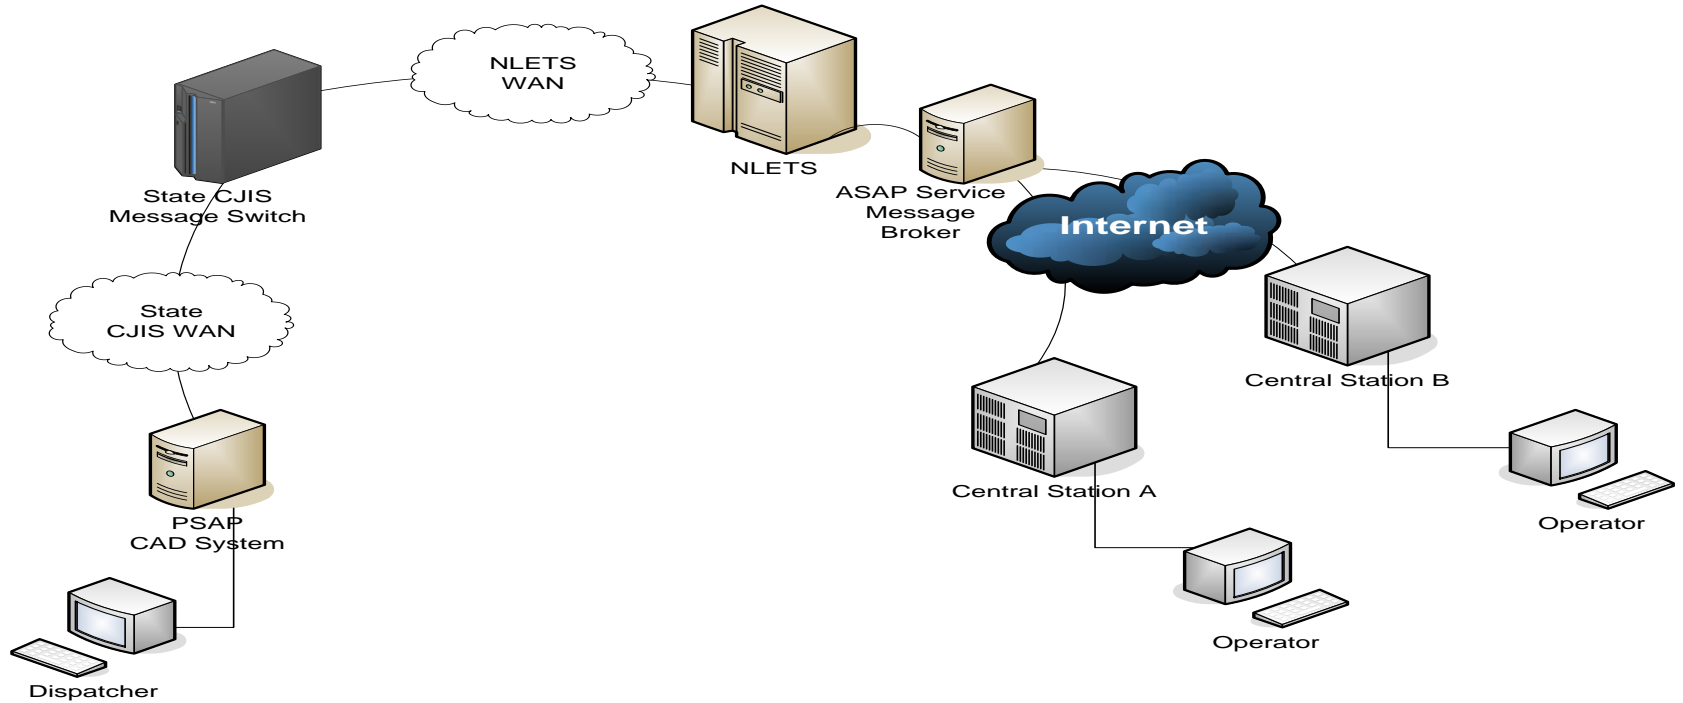 NLETS
WAN
NLETS
State CJIS
Message Switch
ASAP Service
Message
Broker
Internet
State
CJIS WAN
Central Station B
Central Station A
PSAP
CAD System
Operator
Operator
Dispatcher